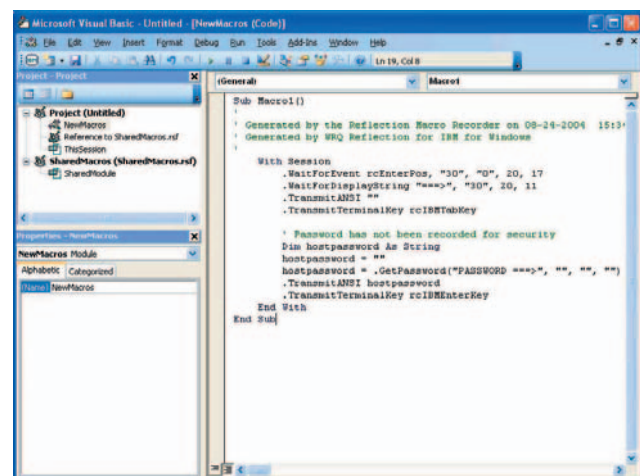 Microsoft Visual Basic - Untitled - [NewMacros (Code)]
File Edit View Insert Format Debug Run Tools Add-Ins Window Help
Ln 19, Col 8
Project - Project
Project (Untitled)
NewMacros
Reference to SharedMacros.rsf
ThisSession
SharedMacros (SharedMacros.rsf)
SharedModule
Properties - NewMacros
NewMacros Module
Alphabetic Categorized
(Name) NewMacros
(General) Macro1
Sub Macro1()
'
' Generated by the Reflection Macro Recorder on 08-24-2004 15:3
' Generated by WRQ Reflection for IBM for Windows
'
With Session
.WaitForEvent rcEnterPos, "30", "0", 20, 17
.WaitForDisplayString "===>", "30", 20, 11
.TransmitANSI ""
.TransmitTerminalKey rcIBMTabKey
' Password has not been recorded for security
Dim hostpassword As String
hostpassword = ""
hostpassword = .GetPassword("PASSWORD ===>", "", "", "")
.TransmitANSI hostpassword
.TransmitTerminalKey rcIBMEnterKey
End With
End Sub